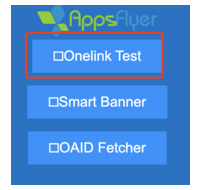 AppsFlyer
□Onelink Test
□Smart Banner
□OAID Fetcher